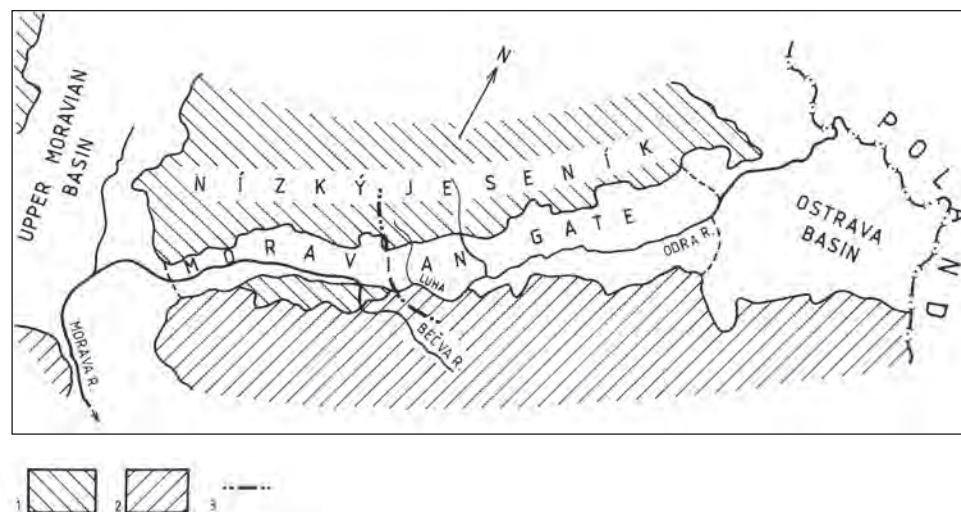 N
UPPER MORAVIAN
BASIN
NÍZKÝ JESENÍK
MORAVIAN GATE
LUHA
ODRA R.
BEČVA R.
MORAVA R.
OSTRAVA
BASIN
POLAND
1
2
3